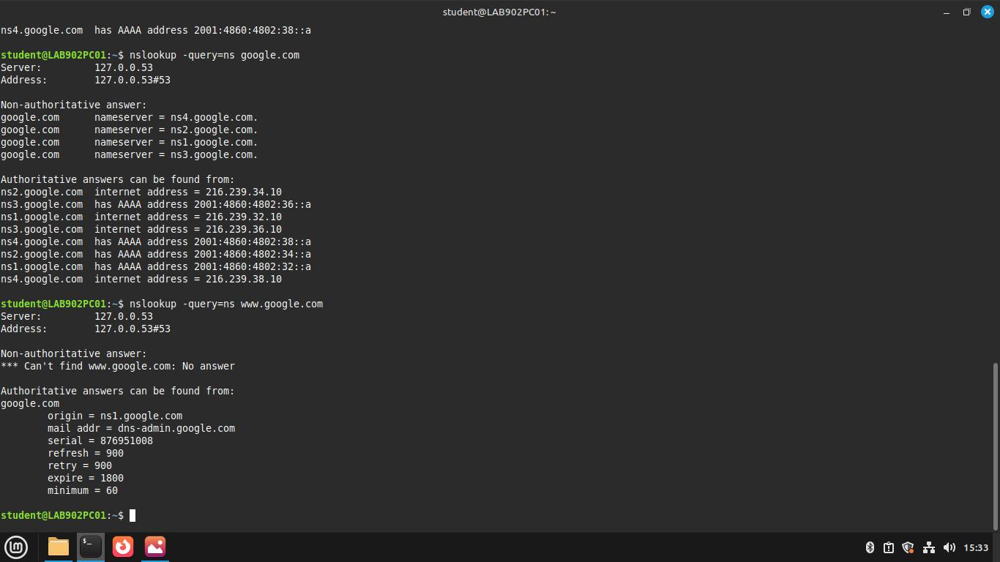 student@LAB902PC01: ~
ns4.google.com  has AAAA address 2001:4860:4802:38::a
student@LAB902PC01:~$ nslookup -query=ns google.com
Server:         127.0.0.53
Address:        127.0.0.53#53
Non-authoritative answer:
google.com      nameserver = ns4.google.com.
google.com      nameserver = ns2.google.com.
google.com      nameserver = ns1.google.com.
google.com      nameserver = ns3.google.com.
Authoritative answers can be found from:
ns2.google.com  internet address = 216.239.34.10
ns3.google.com  has AAAA address 2001:4860:4802:36::a
ns1.google.com  internet address = 216.239.32.10
ns3.google.com  internet address = 216.239.36.10
ns4.google.com  has AAAA address 2001:4860:4802:38::a
ns2.google.com  has AAAA address 2001:4860:4802:34::a
ns1.google.com  has AAAA address 2001:4860:4802:32::a
ns4.google.com  internet address = 216.239.38.10
student@LAB902PC01:~$ nslookup -query=ns www.google.com
Server:         127.0.0.53
Address:        127.0.0.53#53
Non-authoritative answer:
*** Can't find www.google.com: No answer
Authoritative answers can be found from:
google.com
        origin = ns1.google.com
        mail addr = dns-admin.google.com
        serial = 876951008
        refresh = 900
        retry = 900
        expire = 1800
        minimum = 60
student@LAB902PC01:~$
15:33